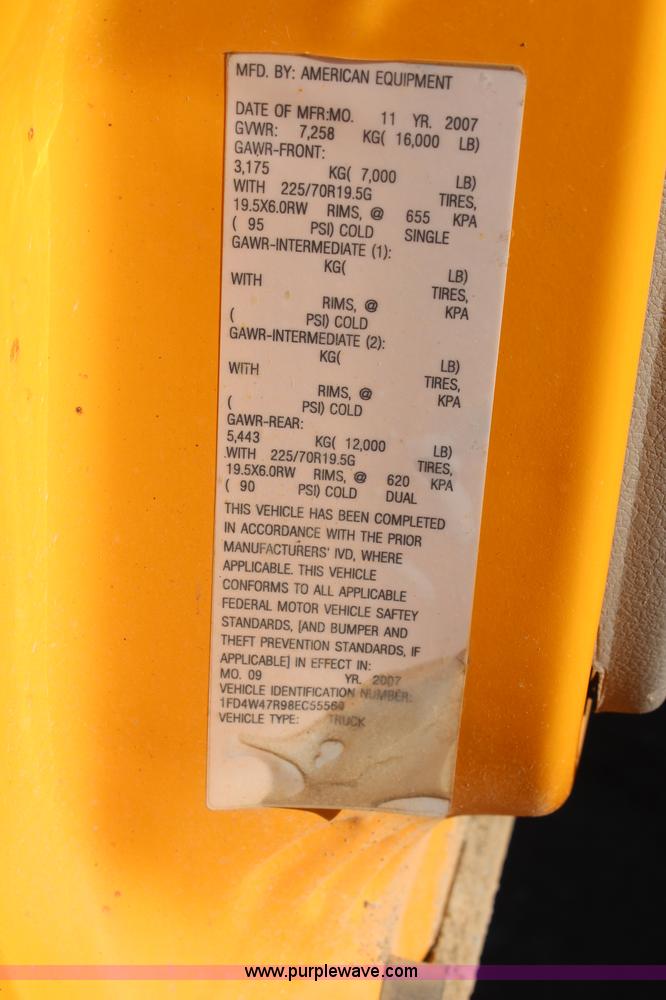 MFD. BY: AMERICAN EQUIPMENT
DATE OF MFR:MO. 11 YR. 2007
GVWR: 7,258 KG( 16,000 LB)
GAWR-FRONT:
3,175 KG( 7,000 LB)
WITH 225/70R19.5G TIRES,
19.5X6.0RW RIMS, @ 655 KPA
( 95 PSI) COLD SINGLE
GAWR-INTERMEDIATE (1):
KG( LB)
WITH TIRES,
RIMS, @ KPA
( PSI) COLD
GAWR-INTERMEDIATE (2):
KG( LB)
WITH TIRES,
RIMS, @ KPA
( PSI) COLD
GAWR-REAR:
5,443 KG( 12,000 LB)
.WITH 225/70R19.5G TIRES,
19.5X6.0RW RIMS, @ 620 KPA
( 90 PSI) COLD DUAL
THIS VEHICLE HAS BEEN COMPLETED
IN ACCORDANCE WITH THE PRIOR
MANUFACTURERS' IVD, WHERE
APPLICABLE. THIS VEHICLE
CONFORMS TO ALL APPLICABLE
FEDERAL MOTOR VEHICLE SAFTEY
STANDARDS, [AND BUMPER AND
THEFT PREVENTION STANDARDS, IF
APPLICABLE] IN EFFECT IN:
MO. 09 YR. 2007
VEHICLE IDENTIFICATION NUMBER:
1FD4W47R98EC55560
VEHICLE TYPE: TRUCK
www.purplewave.com